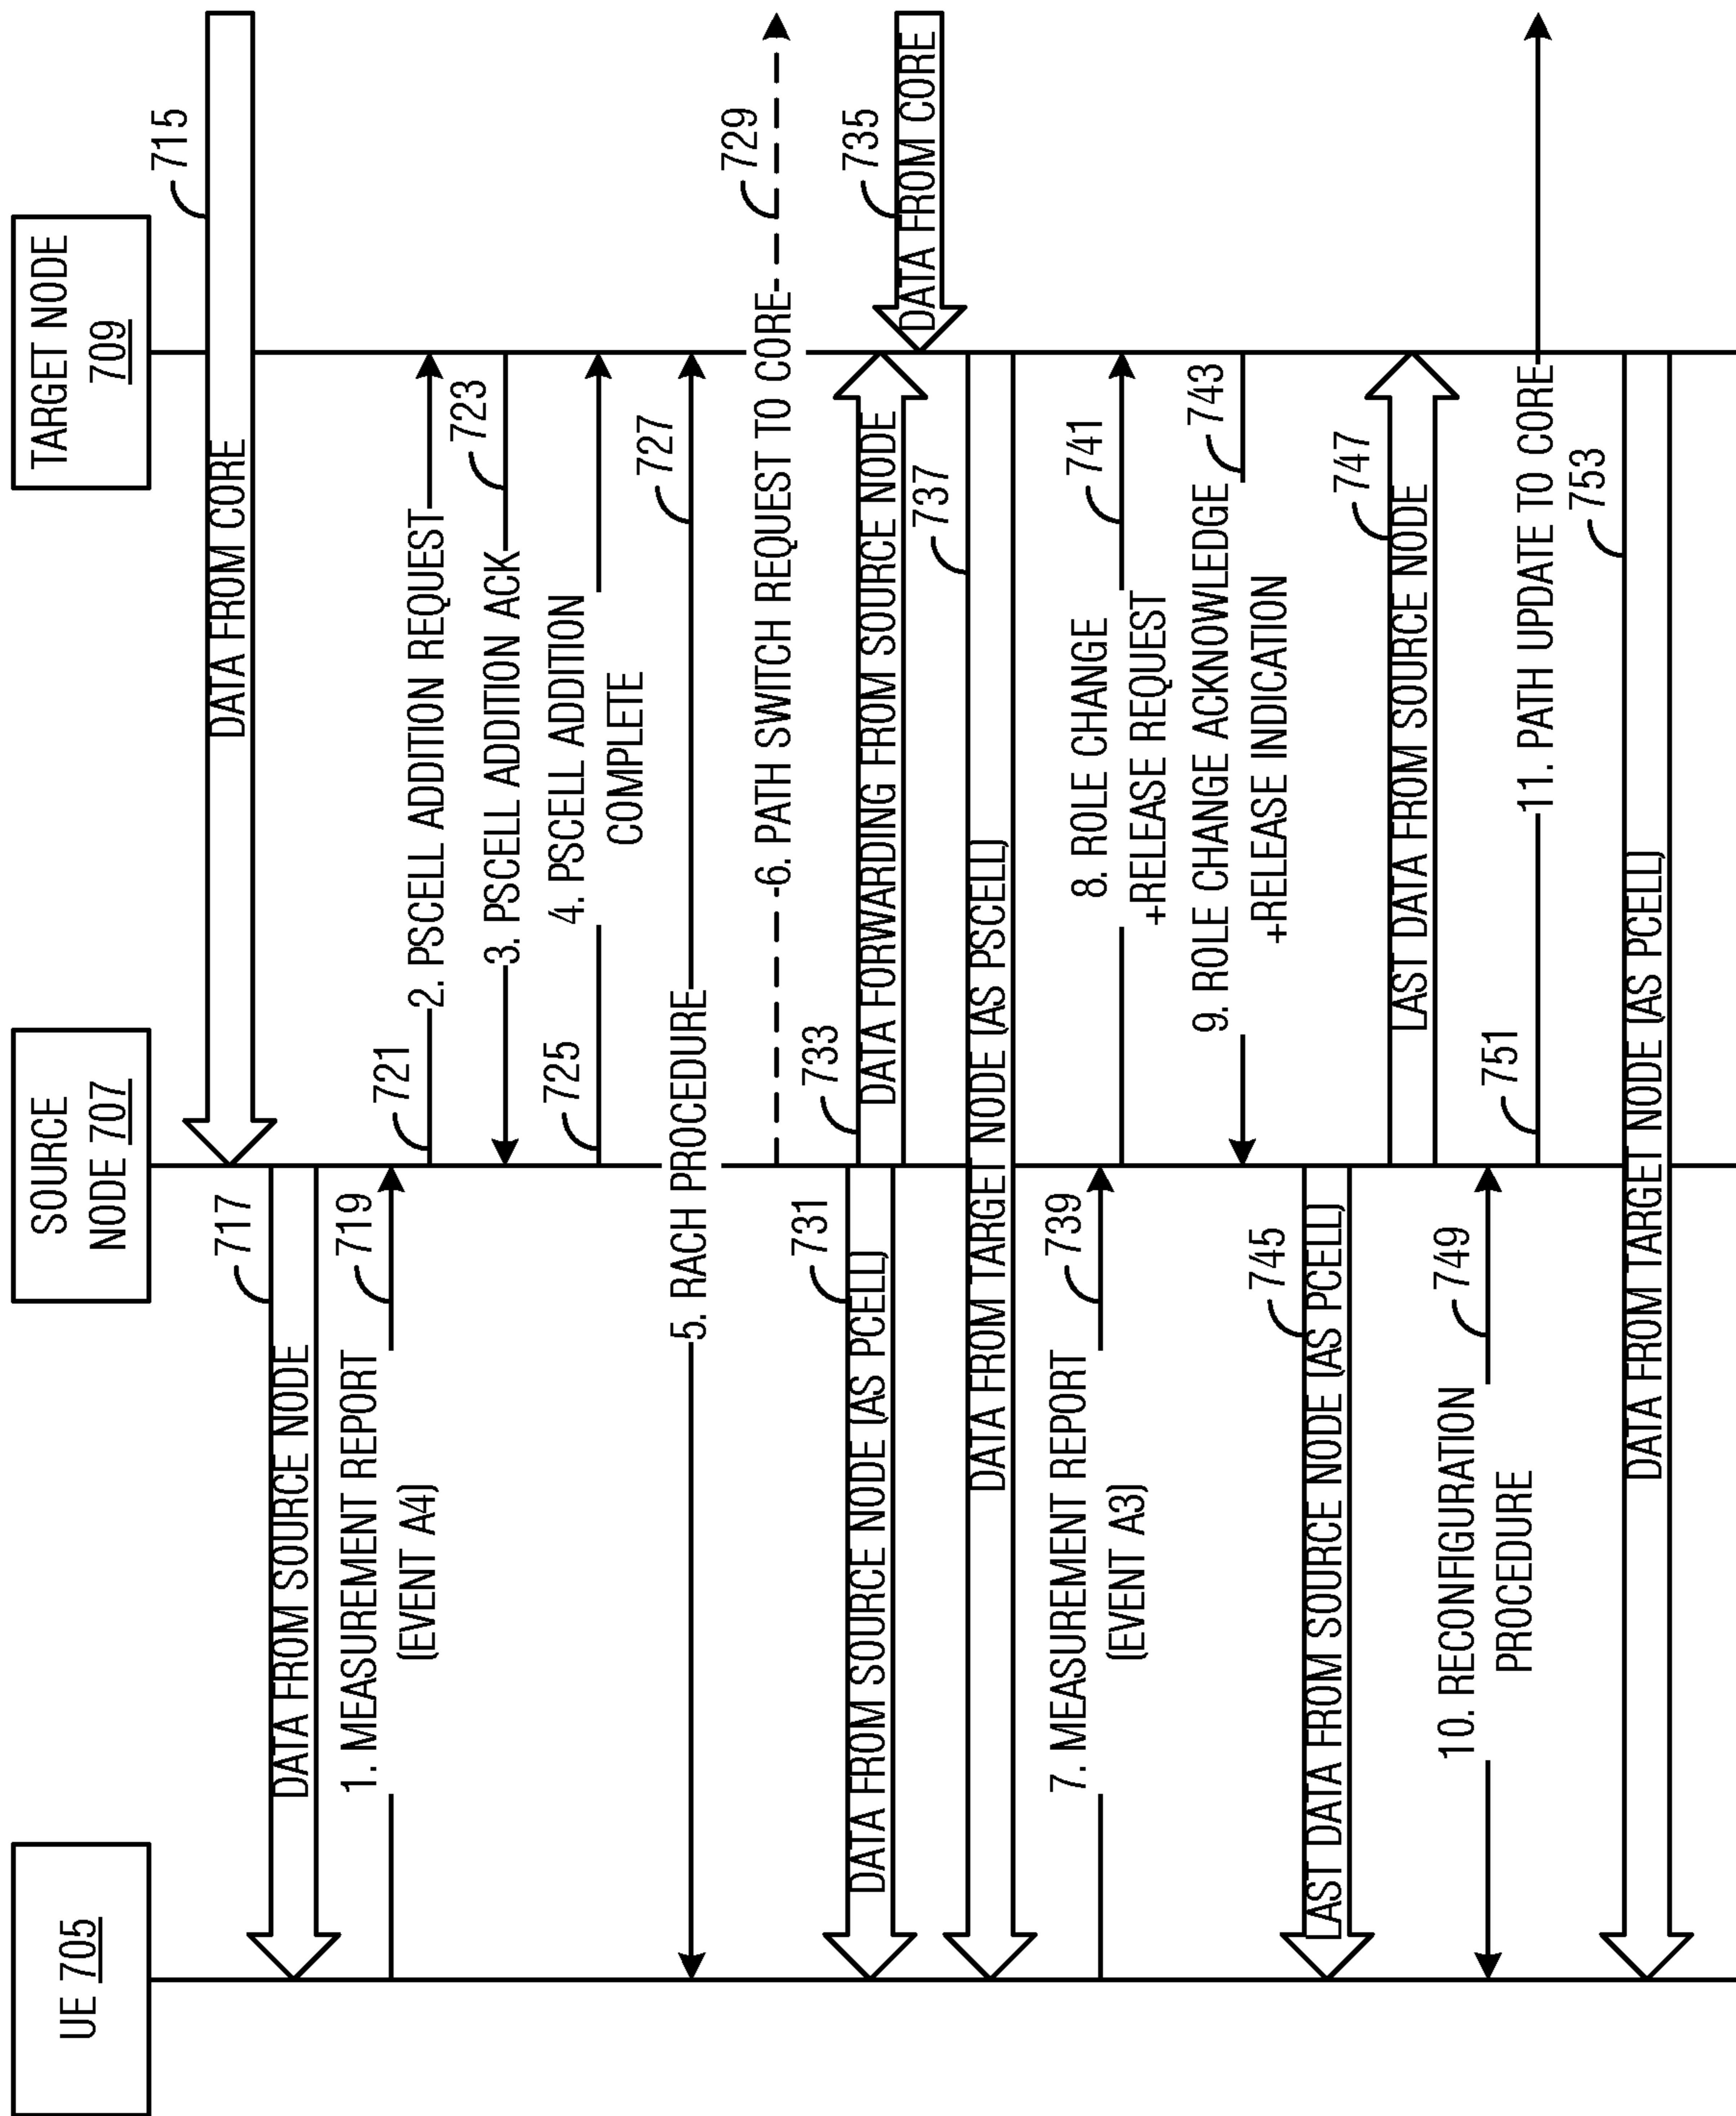 UE 705
SOURCE
NODE 707
TARGET NODE
709
715
DATA FROM CORE
717
DATA FROM SOURCE NODE
719
1. MEASUREMENT REPORT
(EVENT A4)
721
2. PSCELL ADDITION REQUEST
723
3. PSCELL ADDITION ACK
725
4. PSCELL ADDITION
COMPLETE
727
5. RACH PROCEDURE
729
6. PATH SWITCH REQUEST TO CORE
731
DATA FROM SOURCE NODE (AS PCELL)
733
DATA FORWARDING FROM SOURCE NODE
735
DATA FROM CORE
737
DATA FROM TARGET NODE (AS PSCELL)
739
7. MEASUREMENT REPORT
(EVENT A3)
741
8. ROLE CHANGE
+RELEASE REQUEST
743
9. ROLE CHANGE ACKNOWLEDGE
+RELEASE INDICATION
745
LAST DATA FROM SOURCE NODE (AS PCELL)
747
LAST DATA FROM SOURCE NODE
749
10. RECONFIGURATION
PROCEDURE
751
11. PATH UPDATE TO CORE
753
DATA FROM TARGET NODE (AS PCELL)